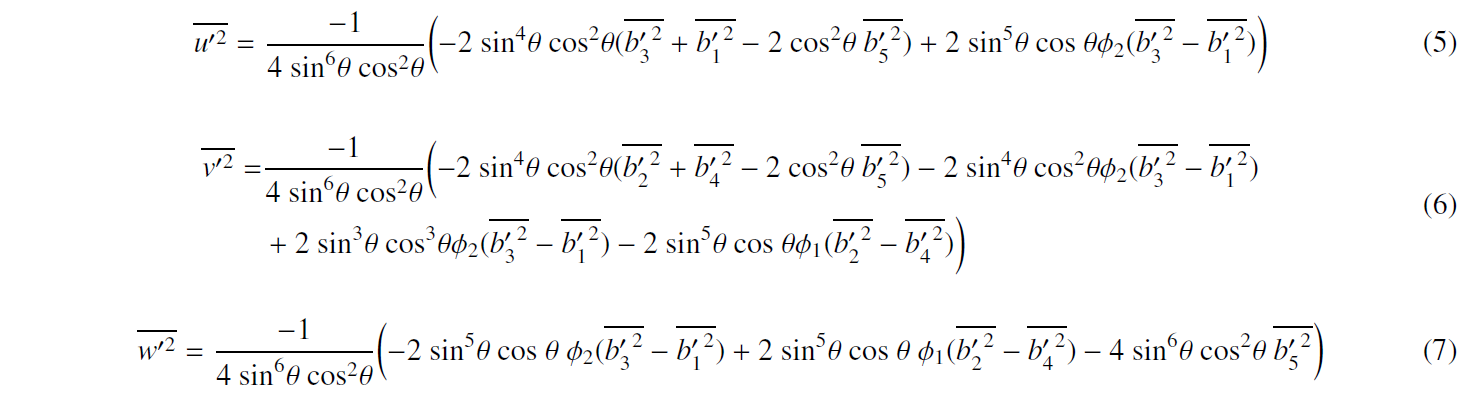 $\overline{u'^2} = \dfrac{-1}{4\sin^6\theta\cos^2\theta}\Big(-2\sin^4\theta\cos^2\theta(\overline{b_3'^2} + \overline{b_1'^2} - 2\cos^2\theta\,\overline{b_5'^2}) + 2\sin^5\theta\cos\theta\phi_2(\overline{b_3'^2} - \overline{b_1'^2})\Big)$ (5)
$\overline{v'^2} = \dfrac{-1}{4\sin^6\theta\cos^2\theta}\Big(-2\sin^4\theta\cos^2\theta(\overline{b_2'^2} + \overline{b_4'^2} - 2\cos^2\theta\,\overline{b_5'^2}) - 2\sin^4\theta\cos^2\theta\phi_2(\overline{b_3'^2} - \overline{b_1'^2})$
$+ 2\sin^3\theta\cos^3\theta\phi_2(\overline{b_3'^2} - \overline{b_1'^2}) - 2\sin^5\theta\cos\theta\phi_1(\overline{b_2'^2} - \overline{b_4'^2})\Big)$ (6)
$\overline{w'^2} = \dfrac{-1}{4\sin^6\theta\cos^2\theta}\Big(-2\sin^5\theta\cos\theta\,\phi_2(\overline{b_3'^2} - \overline{b_1'^2}) + 2\sin^5\theta\cos\theta\,\phi_1(\overline{b_2'^2} - \overline{b_4'^2}) - 4\sin^6\theta\cos^2\theta\,\overline{b_5'^2}\Big)$ (7)